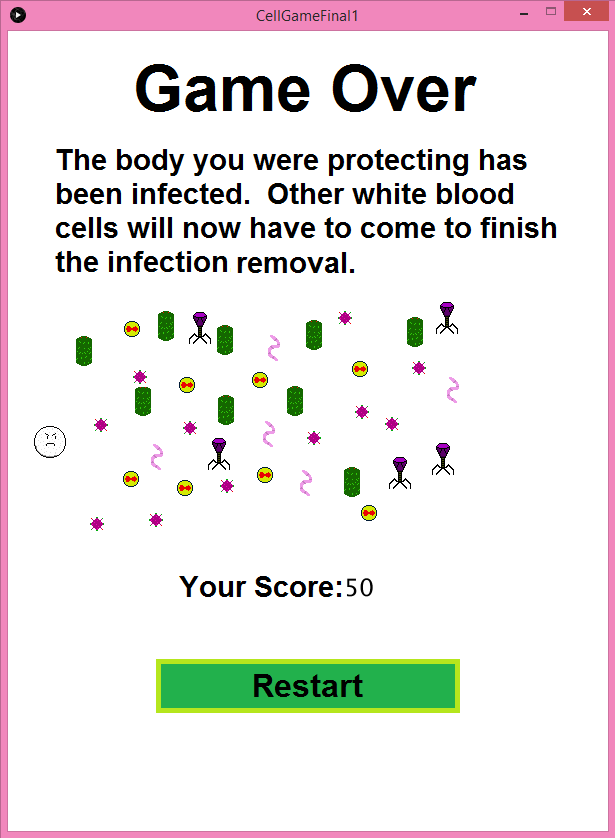 CellGameFinal1
Game Over
The body you were protecting has
been infected.  Other white blood
cells will now have to come to finish
the infection removal.
Your Score:50
Restart